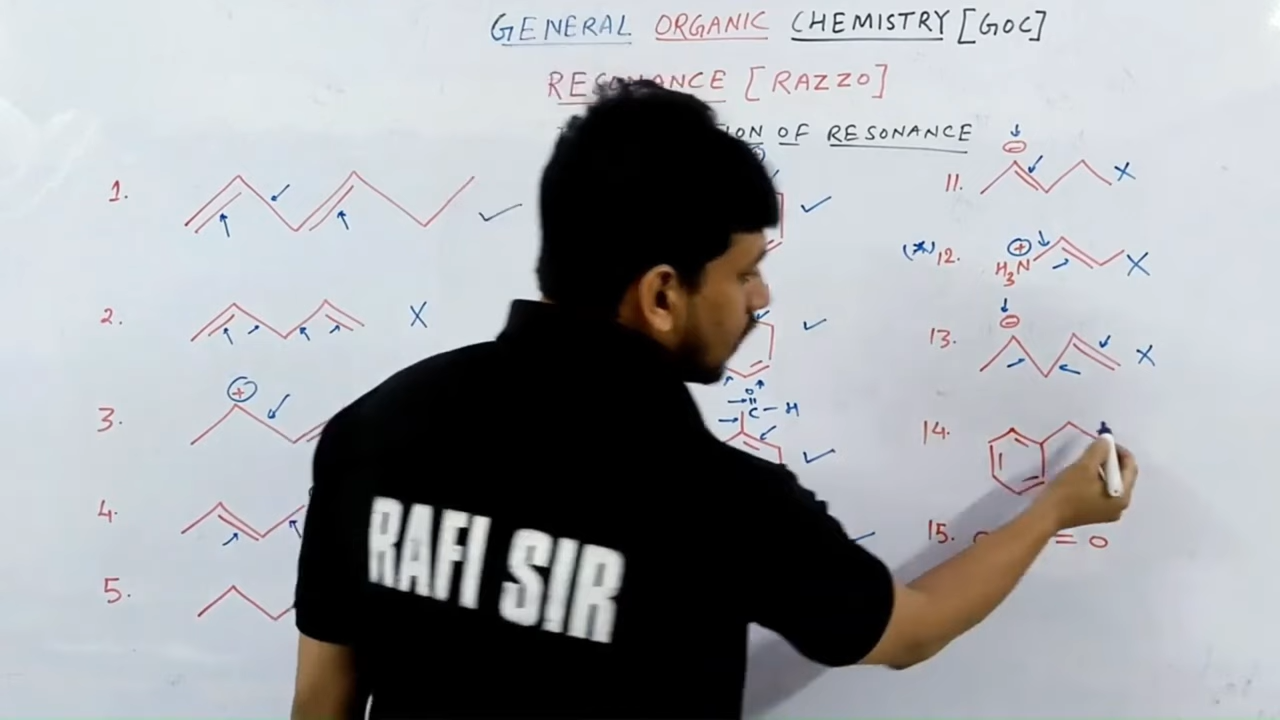 GENERAL ORGANIC CHEMISTRY [GOC]
RESONANCE [RAZZO]
OF RESONANCE
1.
2.
3.
4.
5.
C - H
11.
12.
H3N
13.
14.
15.
= O
RAFI SIR